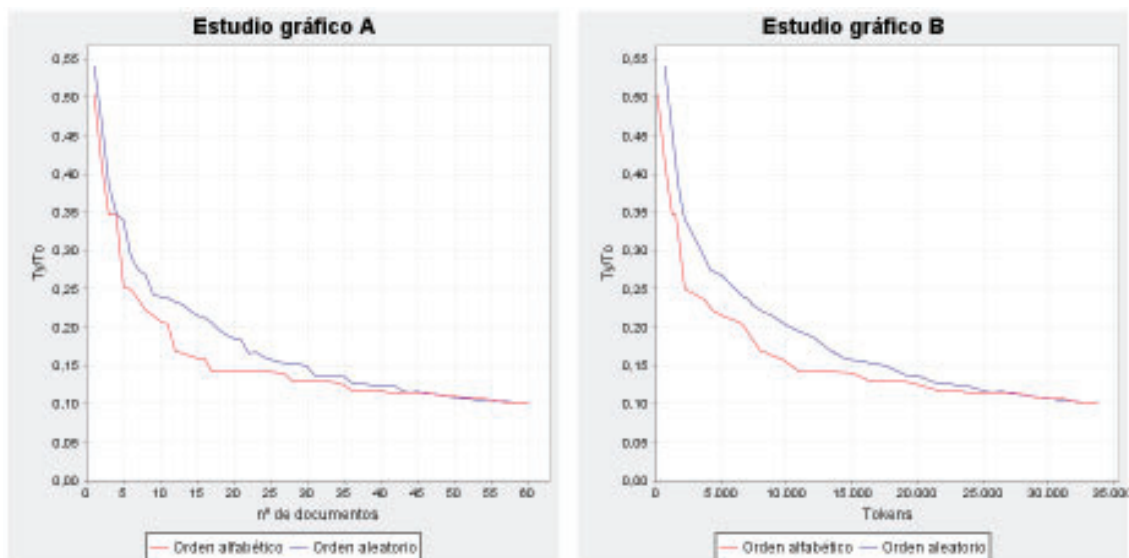 Estudio gráfico A
Ty/To
0,55
0,50
0,45
0,40
0,35
0,30
0,25
0,20
0,15
0,10
0,05
0,00
0 5 10 15 20 25 30 35 40 45 50 55 60
nº de documentos
Orden alfabético Orden aleatorio
Estudio gráfico B
Ty/To
0,55
0,50
0,45
0,40
0,35
0,30
0,25
0,20
0,15
0,10
0,05
0,00
0 5.000 10.000 15.000 20.000 25.000 30.000 35.000
Tokens
Orden alfabético Orden aleatorio